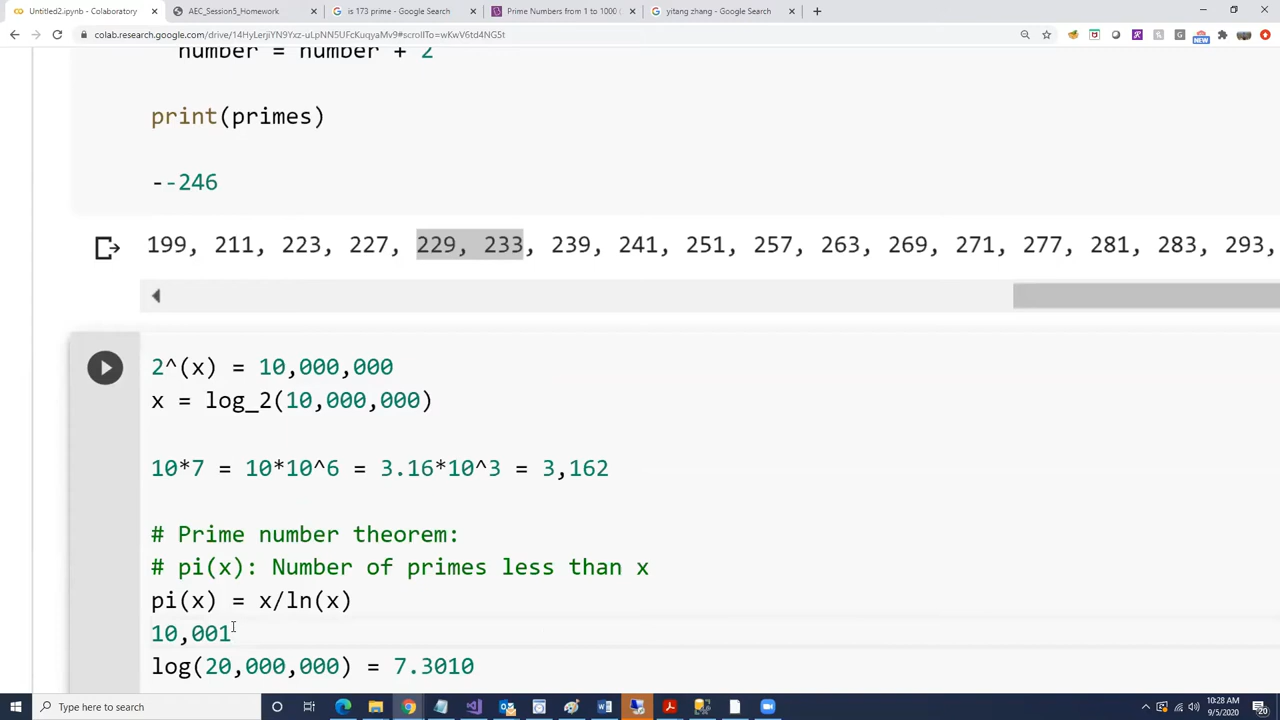 Untitled2.ipynb - Colaboratory
AEC_Session5_Homework
is 173 prime - Google Search
Prime Numbers from 1 to 1000 (
yitang zhang - Google Search
colab.research.google.com/drive/14HyLerjiYN9Yxz-uLpNN5UFcKuqyaMv9#scrollTo=wKwV6td4NG5t
number = number + 2
print(primes)
--246
199, 211, 223, 227, 229, 233, 239, 241, 251, 257, 263, 269, 271, 277, 281, 283, 293,
2^(x) = 10,000,000
x = log_2(10,000,000)
10*7 = 10*10^6 = 3.16*10^3 = 3,162
# Prime number theorem:
# pi(x): Number of primes less than x
pi(x) = x/ln(x)
10,001
log(20,000,000) = 7.3010
Type here to search
10:28 AM
9/5/2020
20